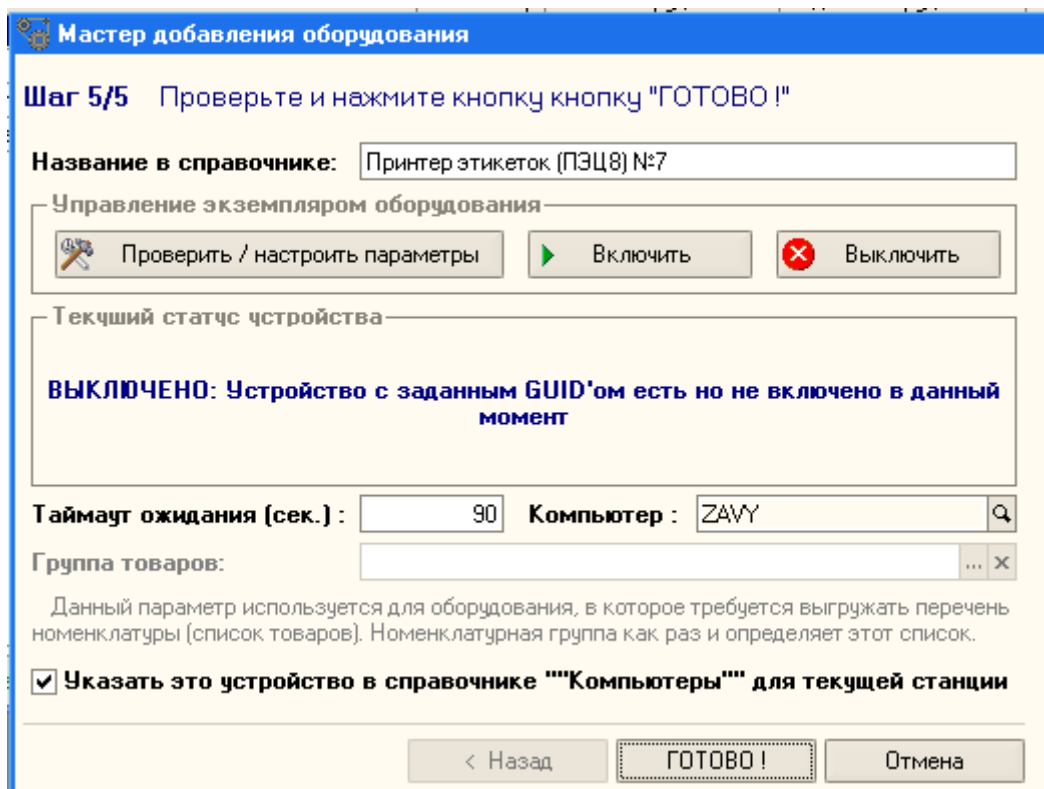 Мастер добавления оборудования
Шаг 5/5 Проверьте и нажмите кнопку кнопку "ГОТОВО !"
Название в справочнике: Принтер этикеток (ПЭЦ8) №7
Управление экземпляром оборудования
Проверить / настроить параметры Включить Выключить
Текуший статус устройства
ВЫКЛЮЧЕНО: Устройство с заданным GUID'ом есть но не включено в данный
момент
Таймаут ожидания (сек.) : 90 Компьютер : ZAVY
Группа товаров: ... x
Данный параметр используется для оборудования, в которое требуется выгружать перечень
номенклатуры (список товаров). Номенклатурная группа как раз и определяет этот список.
Указать это устройство в справочнике ""Компьютеры"" для текущей станции
< Назад ГОТОВО ! Отмена